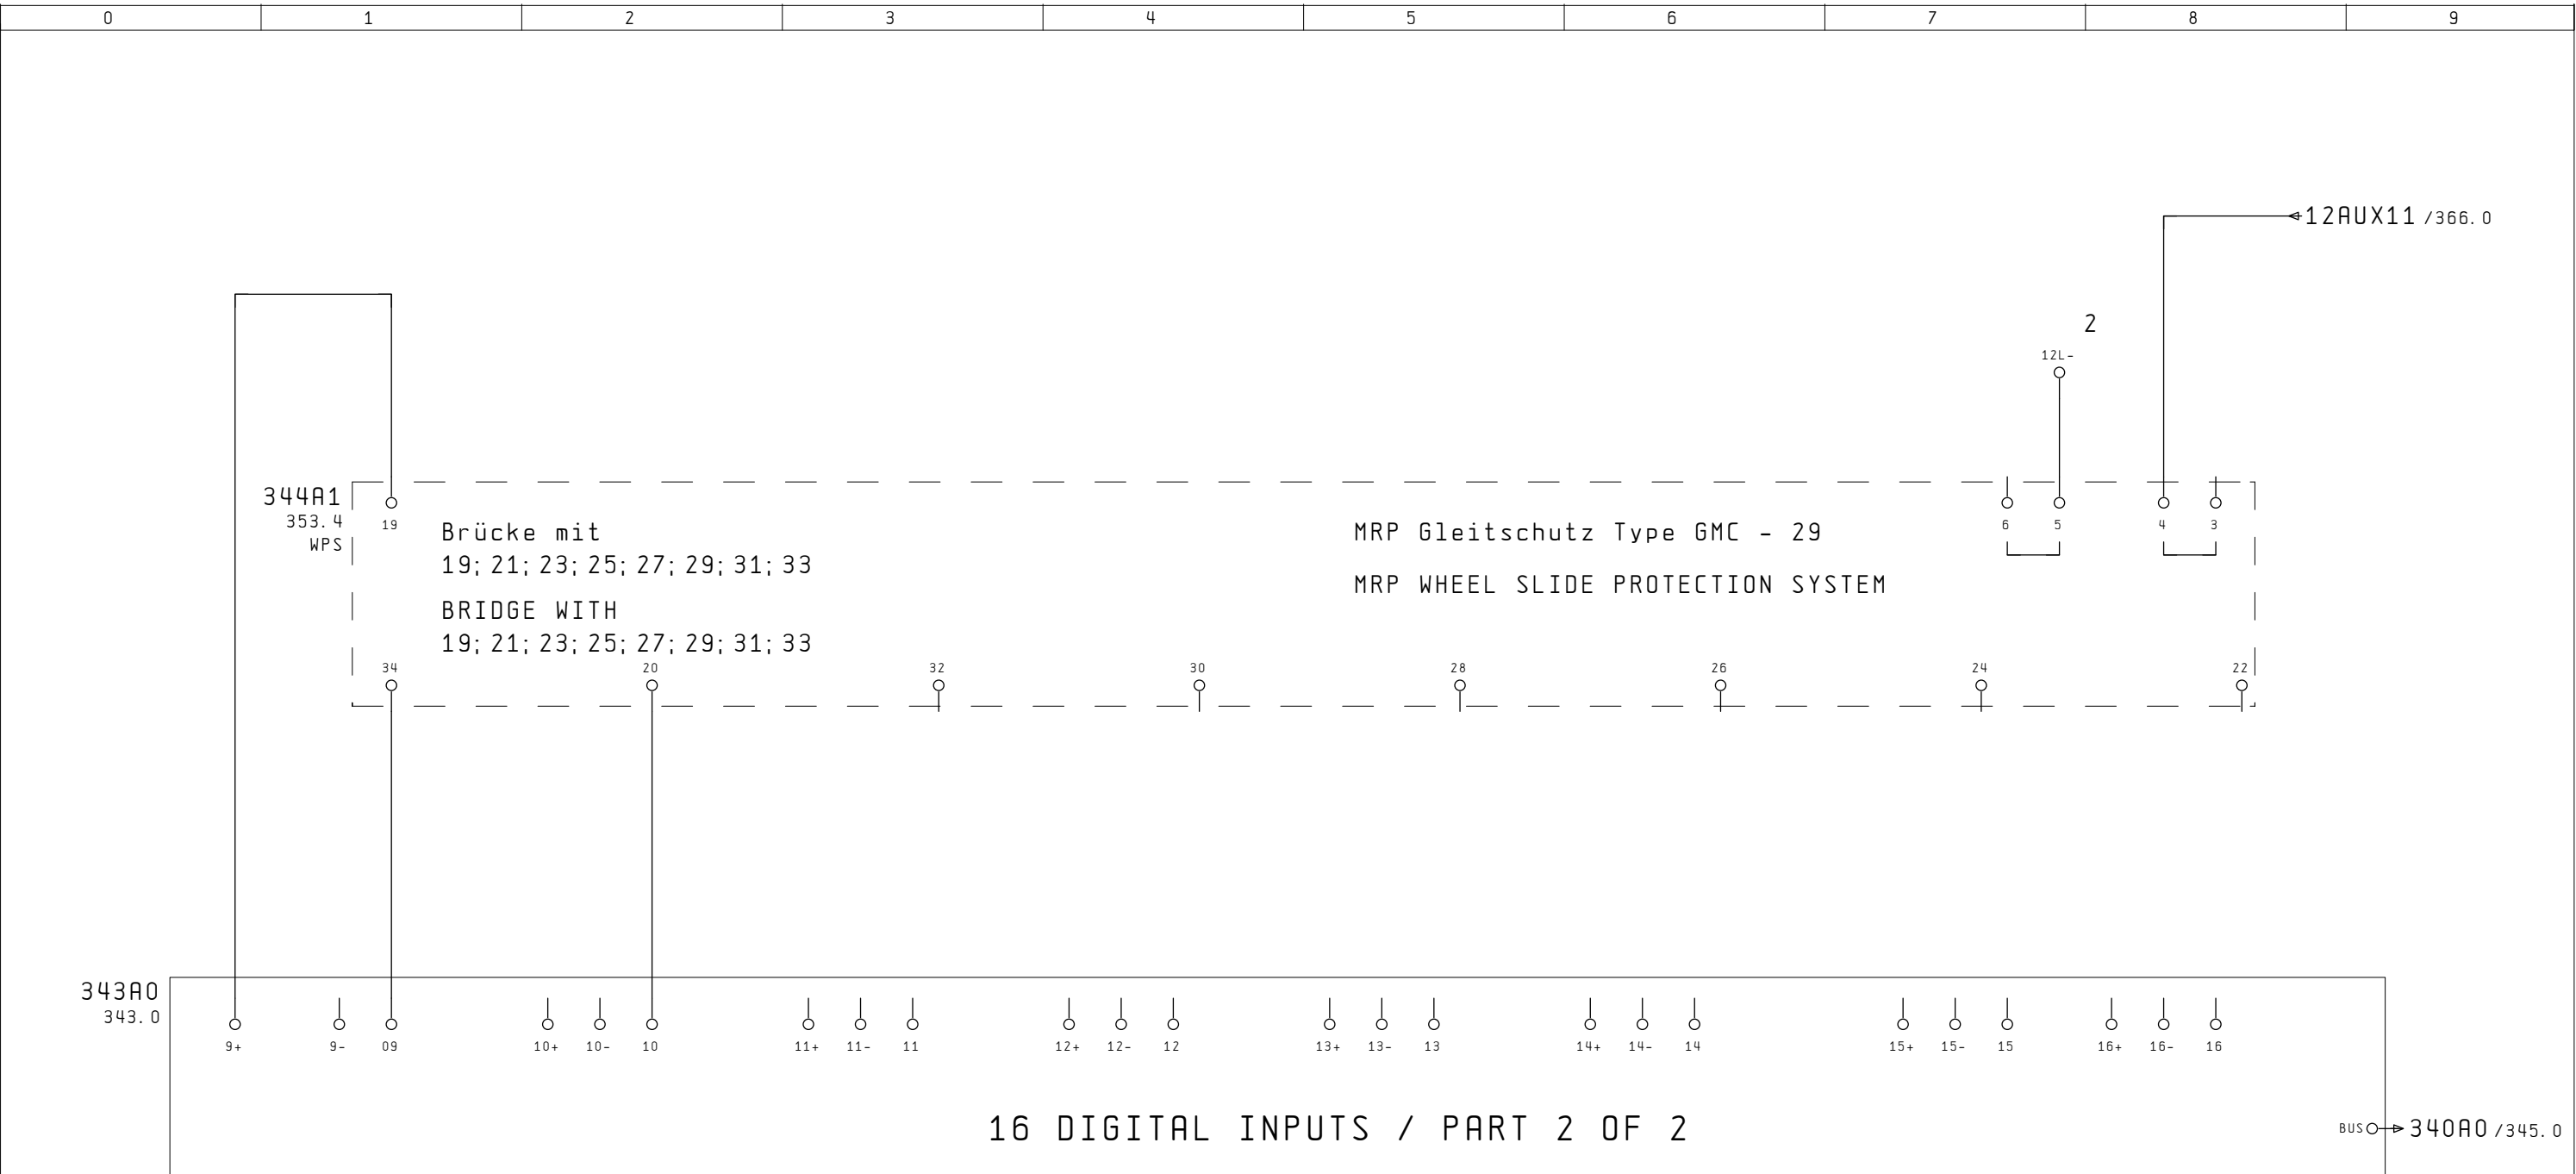 0 1 2 3 4 5 6 7 8 9
12AUX11 /366.0
2
12L-
344A1
353.4
WPS
19
6 5 4 3
Brücke mit
19; 21; 23; 25; 27; 29; 31; 33
BRIDGE WITH
19; 21; 23; 25; 27; 29; 31; 33
MRP Gleitschutz Type GMC - 29
MRP WHEEL SLIDE PROTECTION SYSTEM
34 20 32 30 28 26 24 22
343A0
343.0
9+ 9- 09 10+ 10- 10 11+ 11- 11 12+ 12- 12 13+ 13- 13 14+ 14- 14 15+ 15- 15 16+ 16- 16
16 DIGITAL INPUTS / PART 2 OF 2
BUS 340A0 /345.0